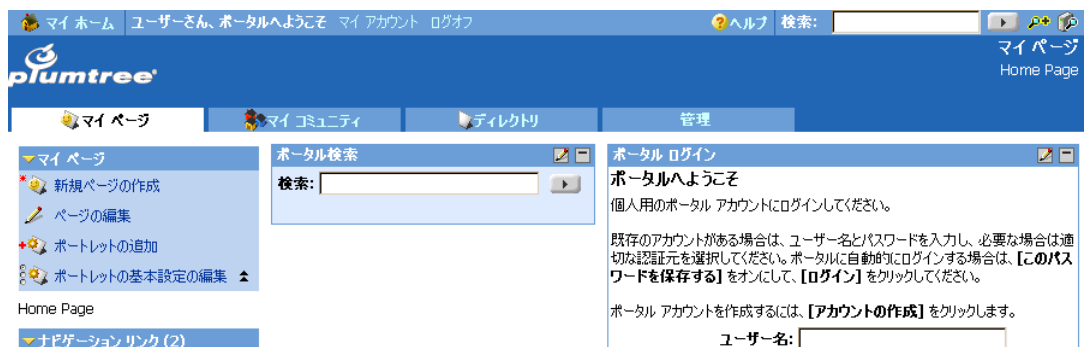 マイ ホーム ユーザーさん、ポータルへようこそ マイ アカウント ログオフ ヘルプ 検索:
plumtree
マイ ページ
Home Page
マイ ページ マイ コミュニティ ディレクトリ 管理
マイ ページ
新規ページの作成
ページの編集
ポートレットの追加
ポートレットの基本設定の編集
Home Page
ナビゲーション リンク (2)
ポータル検索
検索:
ポータル ログイン
ポータルへようこそ
個人用のポータル アカウントにログインしてください。
既存のアカウントがある場合は、ユーザー名とパスワードを入力し、必要な場合は適
切な認証元を選択してください。ポータルに自動的にログインする場合は、[このパス
ワードを保存する] をオンにして、[ログイン] をクリックしてください。
ポータル アカウントを作成するには、[アカウントの作成] をクリックします。
ユーザー名: